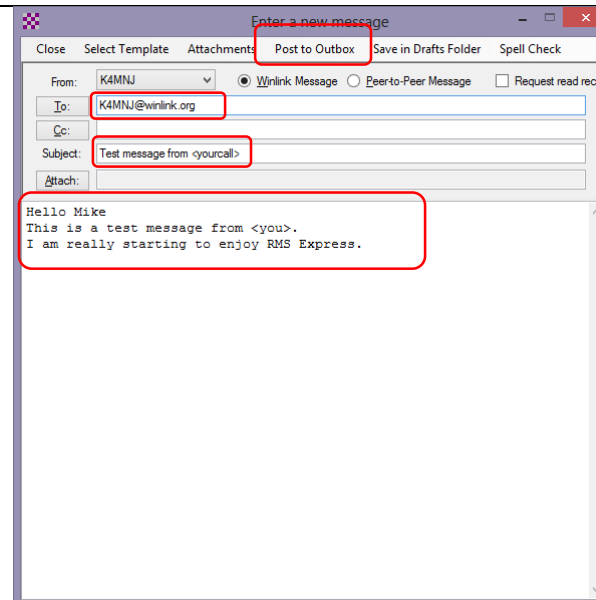 Enter a new message
Close Select Template Attachments Post to Outbox Save in Drafts Folder Spell Check
From: K4MNJ Winlink Message Peer-to-Peer Message Request read rec
To: K4MNJ@winlink.org
Cc:
Subject: Test message from <yourcall>
Attach:
Hello Mike
This is a test message from <you>.
I am really starting to enjoy RMS Express.